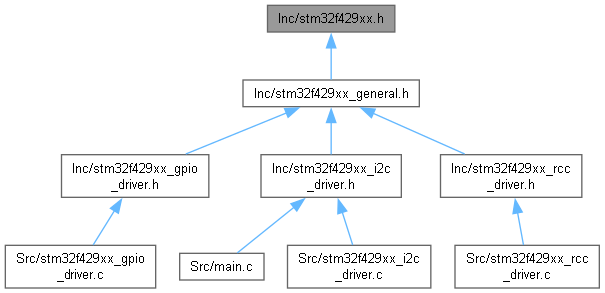 Inc/stm32f429xx.h
Inc/stm32f429xx_general.h
Inc/stm32f429xx_gpio
_driver.h
Inc/stm32f429xx_i2c
_driver.h
Inc/stm32f429xx_rcc
_driver.h
Src/stm32f429xx_gpio
_driver.c
Src/main.c
Src/stm32f429xx_i2c
_driver.c
Src/stm32f429xx_rcc
_driver.c